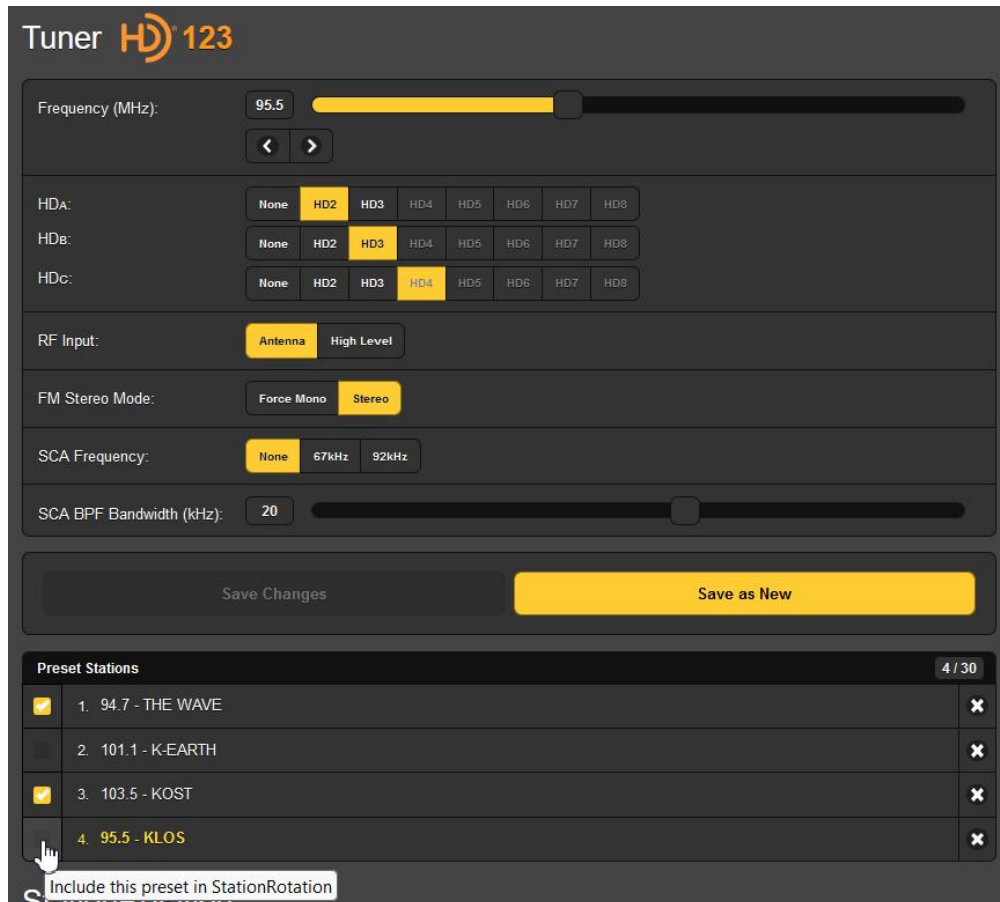 Tuner HD® 123
Frequency (MHz): 95.5
HDA: None HD2 HD3 HD4 HD5 HD6 HD7 HD8
HDB: None HD2 HD3 HD4 HD5 HD6 HD7 HD8
HDC: None HD2 HD3 HD4 HD5 HD6 HD7 HD8
RF Input: Antenna High Level
FM Stereo Mode: Force Mono Stereo
SCA Frequency: None 67kHz 92kHz
SCA BPF Bandwidth (kHz): 20
Save Changes Save as New
Preset Stations 4 / 30
1. 94.7 - THE WAVE
2. 101.1 - K-EARTH
3. 103.5 - KOST
4. 95.5 - KLOS
Include this preset in StationRotation